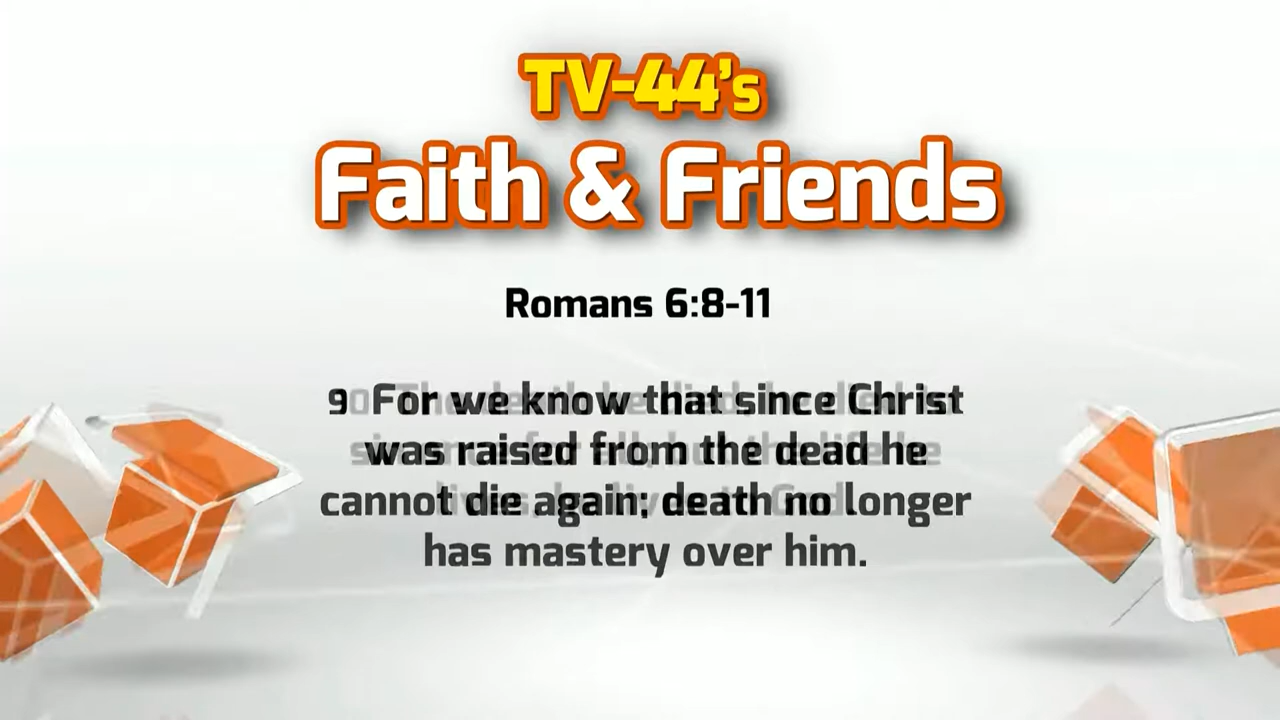 TV-44's
Faith & Friends
Romans 6:8-11
9 For we know that since Christ
was raised from the dead he
cannot die again; death no longer
has mastery over him.